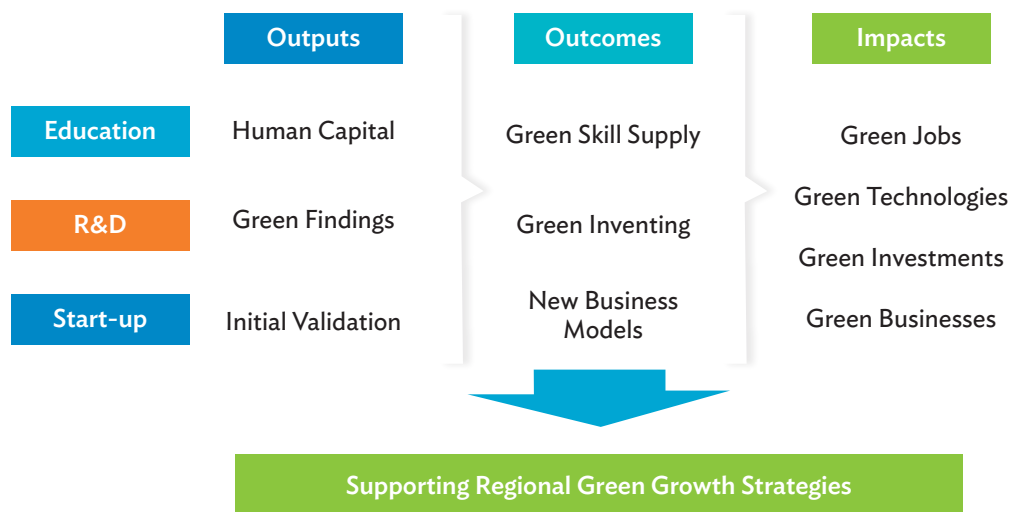 Outputs
Outcomes
Impacts
Education
Human Capital
Green Skill Supply
Green Jobs
Green Technologies
R&D
Green Findings
Green Inventing
Green Investments
Start-up
Initial Validation
New Business
Models
Green Businesses
Supporting Regional Green Growth Strategies